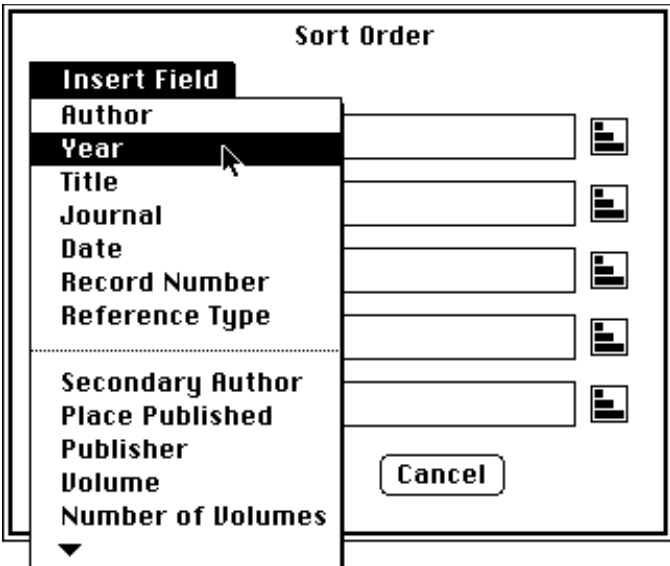 Sort Order
Insert Field
Author
Year
Title
Journal
Date
Record Number
Reference Type
Secondary Author
Place Published
Publisher
Volume
Number of Volumes
Cancel